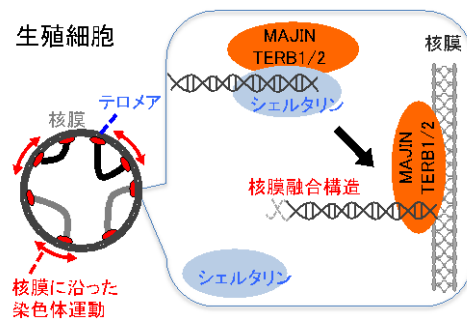 生殖細胞
核膜
テロメア
核膜に沿った
染色体運動
MAJIN
TERB1/2
シェルタリン
核膜
MAJIN
TERB1/2
核膜融合構造
シェルタリン